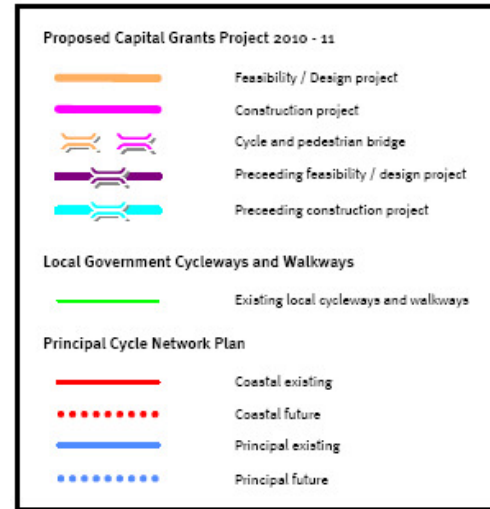 Proposed Capital Grants Project 2010 - 11
Feasibility / Design project
Construction project
Cycle and pedestrian bridge
Preceeding feasibility / design project
Preceeding construction project
Local Government Cycleways and Walkways
Existing local cycleways and walkways
Principal Cycle Network Plan
Coastal existing
Coastal future
Principal existing
Principal future